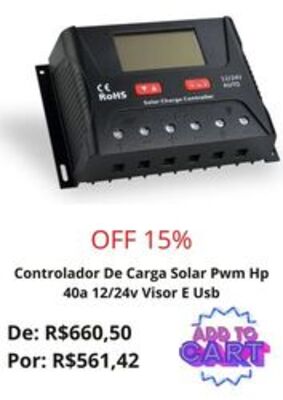 CE
RoHS
12/24V
AUTO
Solar Charge Controller
OFF 15%
Controlador De Carga Solar Pwm Hp
40a 12/24v Visor E Usb
De: R$660,50
Por: R$561,42
ADD TO
CART